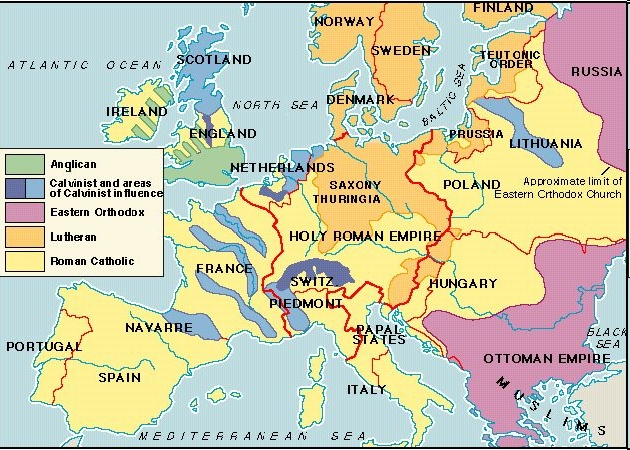 NORWAY
FINLAND
SWEDEN
TEUTONIC
ORDER
RUSSIA
ATLANTIC OCEAN
SCOTLAND
NORTH SEA
BALTIC SEA
DENMARK
IRELAND
ENGLAND
PRUSSIA
LITHUANIA
NETHERLANDS
SAXONY
THURINGIA
POLAND
Approximate limit of
Eastern Orthodox Church
Anglican
Calvinist and areas
of Calvinist influence
Eastern Orthodox
Lutheran
Roman Catholic
HOLY ROMAN EMPIRE
FRANCE
SWITZ.
HUNGARY
PIEDMONT
NAVARRE
PAPAL
STATES
BLACK
SEA
PORTUGAL
OTTOMAN EMPIRE
SPAIN
ITALY
MUSLIMS
MEDITERRANEAN SEA